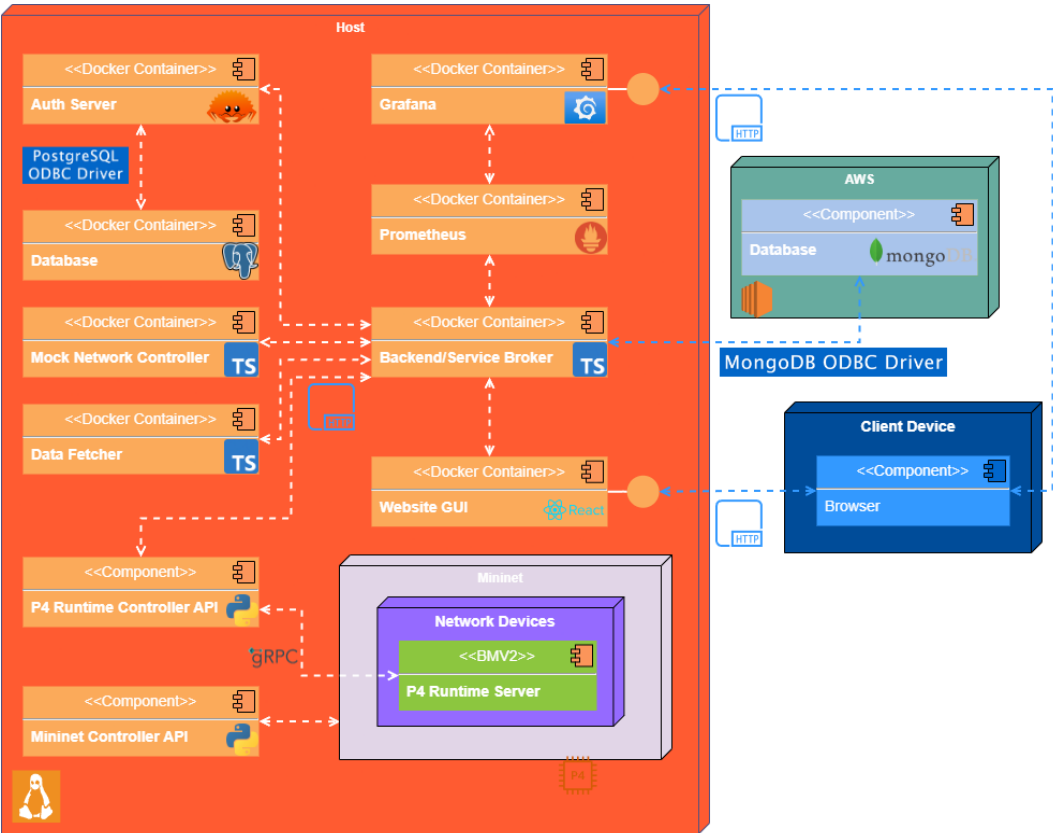 Host
<<Docker Container>>
Auth Server
PostgreSQL
ODBC Driver
<<Docker Container>>
Database
<<Docker Container>>
Mock Network Controller
TS
<<Docker Container>>
Data Fetcher
TS
<<Component>>
P4 Runtime Controller API
gRPC
<<Component>>
Mininet Controller API
<<Docker Container>>
Grafana
<<Docker Container>>
Prometheus
<<Docker Container>>
Backend/Service Broker
TS
HTTP
<<Docker Container>>
Website GUI
React
Mininet
Network Devices
<<BMV2>>
P4 Runtime Server
P4
HTTP
AWS
<<Component>>
Database
mongoDB
MongoDB ODBC Driver
Client Device
<<Component>>
Browser
HTTP